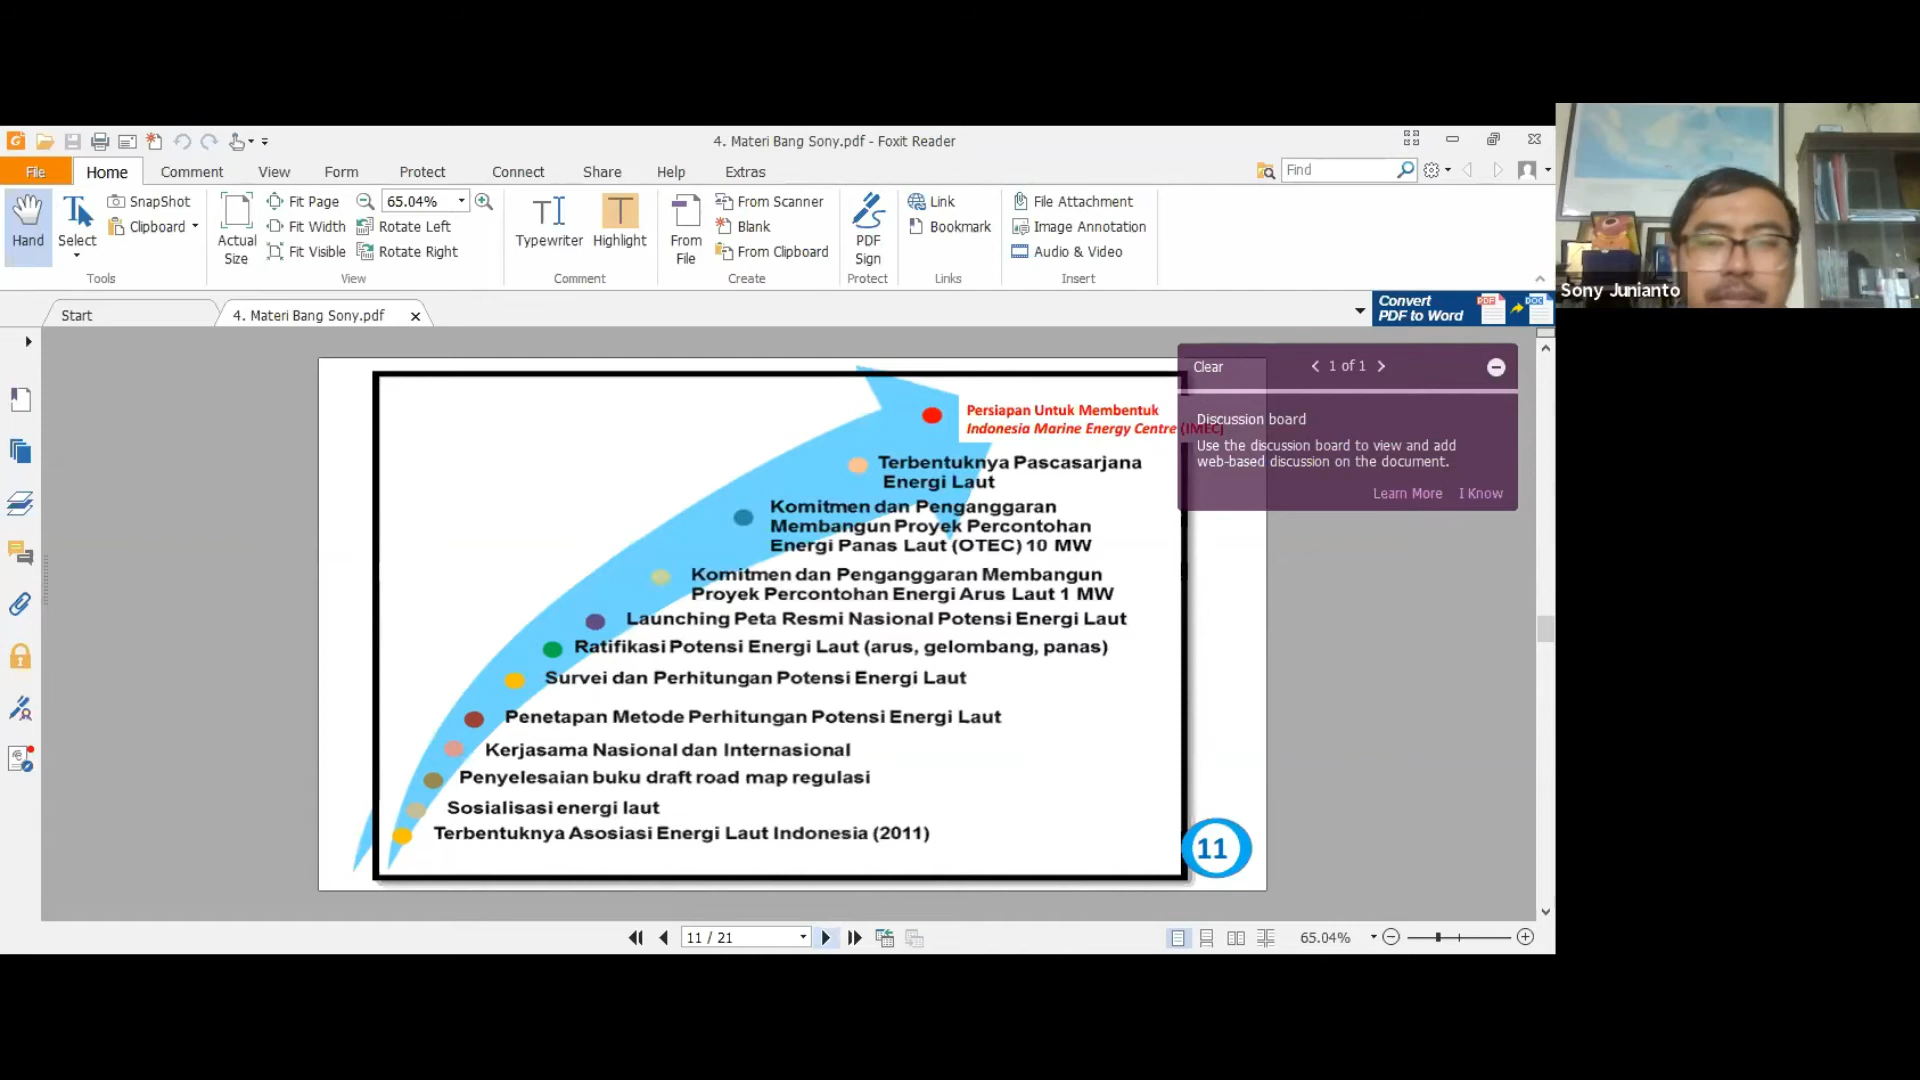 4. Materi Bang Sony.pdf - Foxit Reader
File Home Comment View Form Protect Connect Share Help Extras
Find
Hand
Select
SnapShot
Clipboard
Tools
Actual
Size
Fit Page
Fit Width
Fit Visible
65.04%
Rotate Left
Rotate Right
View
Typewriter
Highlight
Comment
From
File
From Scanner
Blank
From Clipboard
Create
PDF
Sign
Protect
Link
Bookmark
Links
File Attachment
Image Annotation
Audio & Video
Insert
Sony Junianto
Start
4. Materi Bang Sony.pdf
Convert
PDF to Word
PDF
DOC
Clear
1 of 1
Discussion board
Use the discussion board to view and add
web-based discussion on the document.
Learn More I Know
Persiapan Untuk Membentuk
Indonesia Marine Energy Centre (IMEC)
Terbentuknya Pascasarjana
Energi Laut
Komitmen dan Penganggaran
Membangun Proyek Percontohan
Energi Panas Laut (OTEC) 10 MW
Komitmen dan Penganggaran Membangun
Proyek Percontohan Energi Arus Laut 1 MW
Launching Peta Resmi Nasional Potensi Energi Laut
Ratifikasi Potensi Energi Laut (arus, gelombang, panas)
Survei dan Perhitungan Potensi Energi Laut
Penetapan Metode Perhitungan Potensi Energi Laut
Kerjasama Nasional dan Internasional
Penyelesaian buku draft road map regulasi
Sosialisasi energi laut
Terbentuknya Asosiasi Energi Laut Indonesia (2011)
11
11 / 21
65.04%